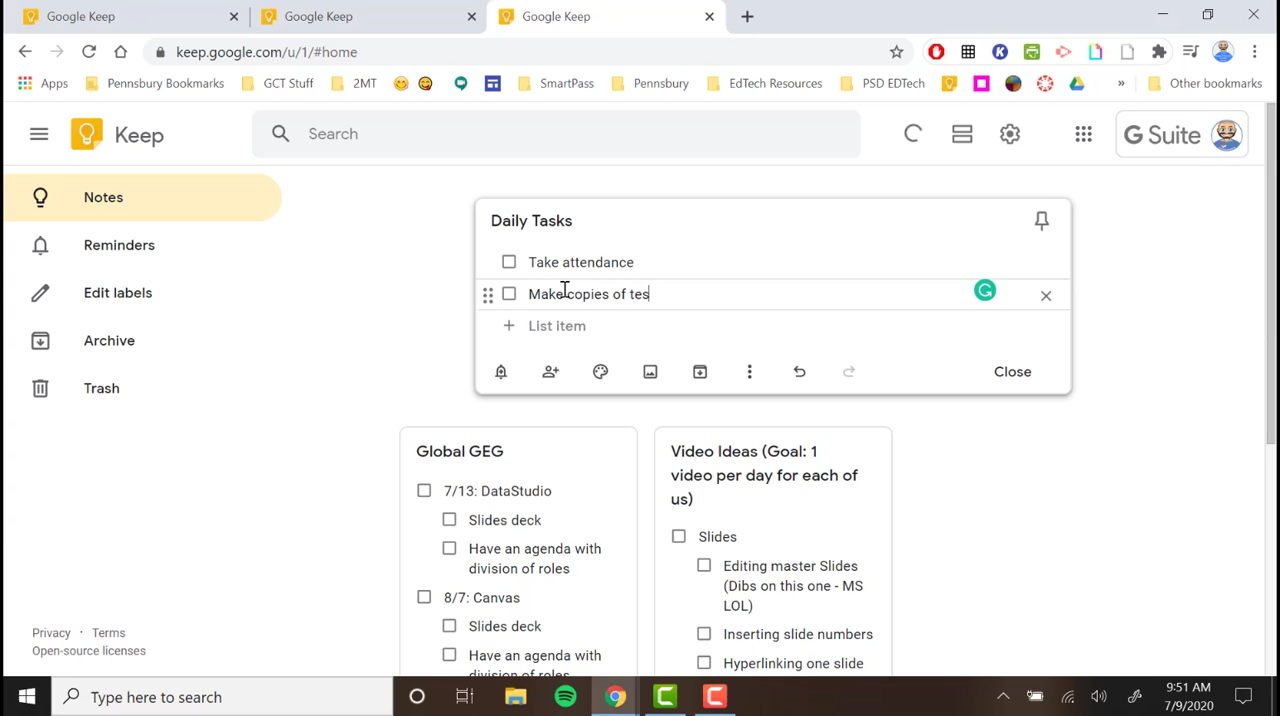 Google Keep
Google Keep
Google Keep
keep.google.com/u/1/#home
Apps
Pennsbury Bookmarks
GCT Stuff
2MT
SmartPass
Pennsbury
EdTech Resources
PSD EDTech
»
Other bookmarks
Keep
Search
G Suite
Notes
Reminders
Edit labels
Archive
Trash
Daily Tasks
Take attendance
Make copies of tes
+ List item
Close
Global GEG
7/13: DataStudio
Slides deck
Have an agenda with
division of roles
8/7: Canvas
Slides deck
Have an agenda with
division of roles
Video Ideas (Goal: 1
video per day for each of
us)
Slides
Editing master Slides
(Dibs on this one - MS
LOL)
Inserting slide numbers
Hyperlinking one slide
Privacy · Terms
Open-source licenses
Type here to search
9:51 AM
7/9/2020